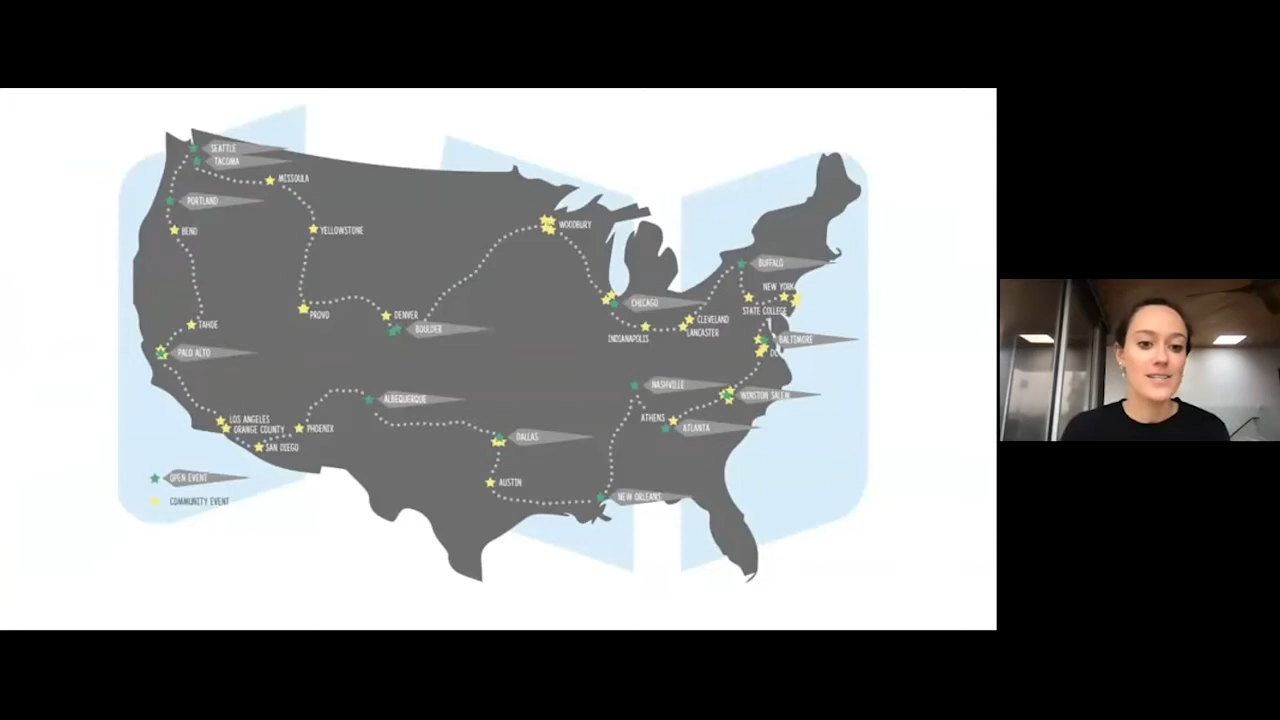 SEATTLE
TACOMA
MISSOULA
PORTLAND
BEND
YELLOWSTONE
WOODBURY
BUFFALO
NEW YORK
STATE COLLEGE
CHICAGO
PROVO
DENVER
BOULDER
CLEVELAND
LANCASTER
INDIANAPOLIS
TAHOE
PALO ALTO
BALTIMORE
DC
NASHVILLE
WINSTON SALEM
ALBEQUERQUE
LOS ANGELES
ORANGE COUNTY
PHOENIX
SAN DIEGO
ATHENS
ATLANTA
DALLAS
AUSTIN
NEW ORLEANS
OPEN EVENT
COMMUNITY EVENT